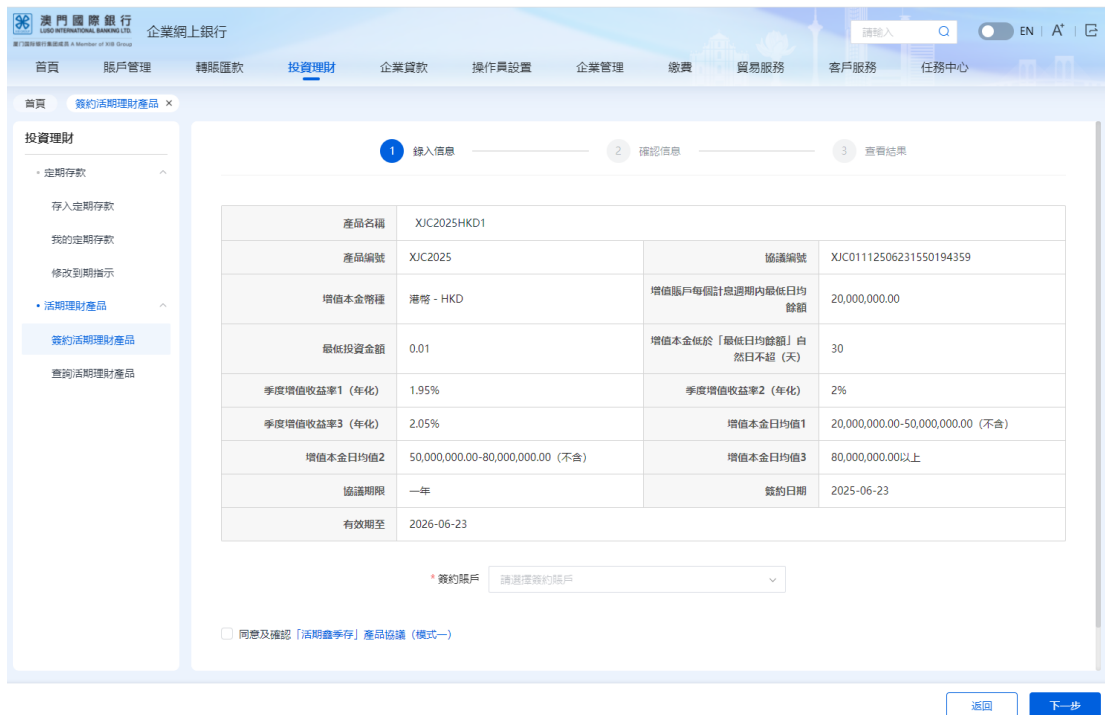 澳門國際銀行 企業網上銀行
LUSO INTERNATIONAL BANKING LTD.
廈门国际银行集团成员 A Member of XIB Group
請輸入
EN A+
首頁 賬戶管理 轉賬匯款 投資理財 企業貸款 操作員設置 企業管理 繳費 貿易服務 客戶服務 任務中心
首頁 簽約活期理財產品 ×
投資理財
定期存款
存入定期存款
我的定期存款
修改到期指示
活期理財產品
簽約活期理財產品
查詢活期理財產品
1 錄入信息 2 確認信息 3 查看結果
產品名稱 XJC2025HKD1
產品編號 XJC2025 協議編號 XJC01112506231550194359
增值本金幣種 港幣 - HKD 增值賬戶每個計息週期內最低日均
餘額 20,000,000.00
最低投資金額 0.01 增值本金低於「最低日均餘額」自
然日不超（天） 30
季度增值收益率1（年化） 1.95% 季度增值收益率2（年化） 2%
季度增值收益率3（年化） 2.05% 增值本金日均值1 20,000,000.00-50,000,000.00（不含）
增值本金日均值2 50,000,000.00-80,000,000.00（不含） 增值本金日均值3 80,000,000.00以上
協議期限 一年 簽約日期 2025-06-23
有效期至 2026-06-23
* 簽約賬戶 請選擇簽約賬戶
同意及確認「活期鑫季存」產品協議（模式一）
返回 下一步